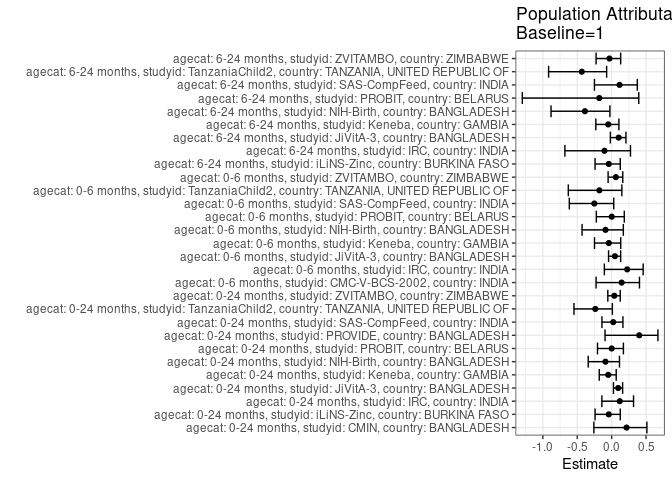 Population Attributa
Baseline=1
agecat: 6-24 months, studyid: ZVITAMBO, country: ZIMBABWE
agecat: 6-24 months, studyid: TanzaniaChild2, country: TANZANIA, UNITED REPUBLIC OF
agecat: 6-24 months, studyid: SAS-CompFeed, country: INDIA
agecat: 6-24 months, studyid: PROBIT, country: BELARUS
agecat: 6-24 months, studyid: NIH-Birth, country: BANGLADESH
agecat: 6-24 months, studyid: Keneba, country: GAMBIA
agecat: 6-24 months, studyid: JiVitA-3, country: BANGLADESH
agecat: 6-24 months, studyid: IRC, country: INDIA
agecat: 6-24 months, studyid: iLiNS-Zinc, country: BURKINA FASO
agecat: 0-6 months, studyid: ZVITAMBO, country: ZIMBABWE
agecat: 0-6 months, studyid: TanzaniaChild2, country: TANZANIA, UNITED REPUBLIC OF
agecat: 0-6 months, studyid: SAS-CompFeed, country: INDIA
agecat: 0-6 months, studyid: PROBIT, country: BELARUS
agecat: 0-6 months, studyid: NIH-Birth, country: BANGLADESH
agecat: 0-6 months, studyid: Keneba, country: GAMBIA
agecat: 0-6 months, studyid: JiVitA-3, country: BANGLADESH
agecat: 0-6 months, studyid: IRC, country: INDIA
agecat: 0-6 months, studyid: CMC-V-BCS-2002, country: INDIA
agecat: 0-24 months, studyid: ZVITAMBO, country: ZIMBABWE
agecat: 0-24 months, studyid: TanzaniaChild2, country: TANZANIA, UNITED REPUBLIC OF
agecat: 0-24 months, studyid: SAS-CompFeed, country: INDIA
agecat: 0-24 months, studyid: PROVIDE, country: BANGLADESH
agecat: 0-24 months, studyid: PROBIT, country: BELARUS
agecat: 0-24 months, studyid: NIH-Birth, country: BANGLADESH
agecat: 0-24 months, studyid: Keneba, country: GAMBIA
agecat: 0-24 months, studyid: JiVitA-3, country: BANGLADESH
agecat: 0-24 months, studyid: IRC, country: INDIA
agecat: 0-24 months, studyid: iLiNS-Zinc, country: BURKINA FASO
agecat: 0-24 months, studyid: CMIN, country: BANGLADESH
-1.0 -0.5 0.0 0.5
Estimate